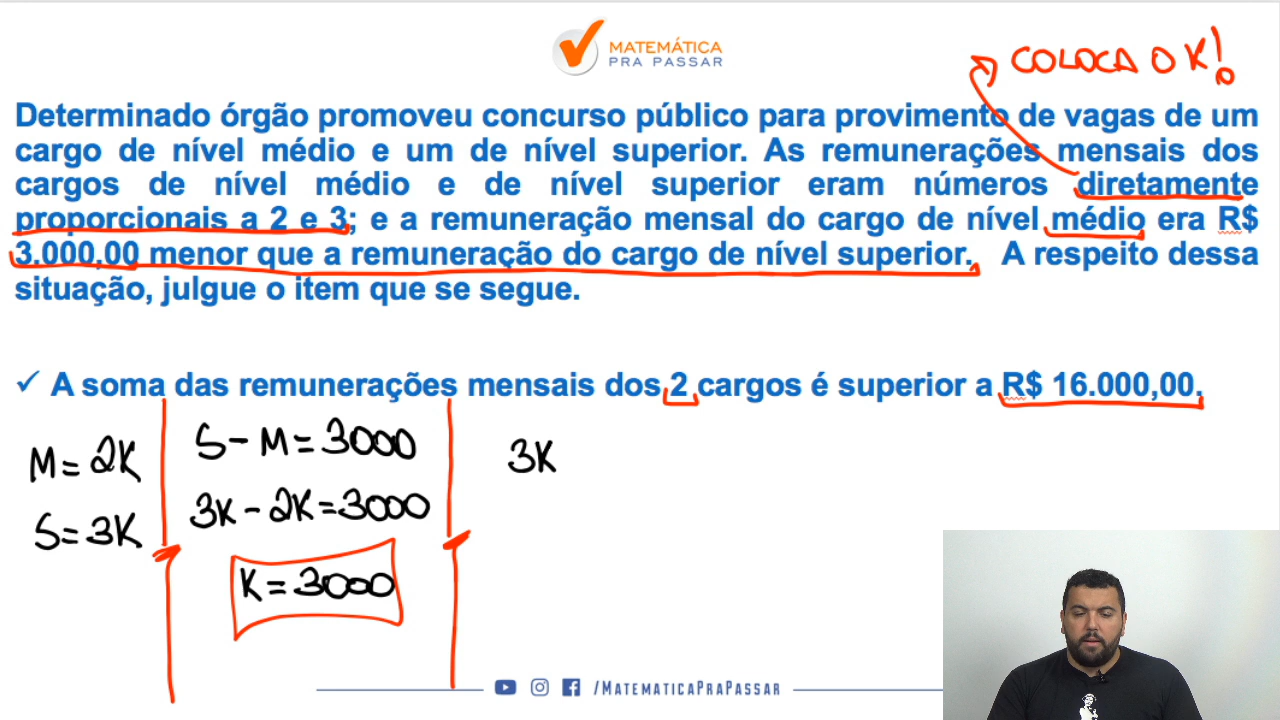 MATEMÁTICA
PRA PASSAR
COLOCA O K!
Determinado órgão promoveu concurso público para provimento de vagas de um
cargo de nível médio e um de nível superior. As remunerações mensais dos
cargos de nível médio e de nível superior eram números diretamente
proporcionais a 2 e 3; e a remuneração mensal do cargo de nível médio era R$
3.000,00 menor que a remuneração do cargo de nível superior. A respeito dessa
situação, julgue o item que se segue.
✓ A soma das remunerações mensais dos 2 cargos é superior a R$ 16.000,00.
M = 2K
S = 3K
S - M = 3000
3K - 2K = 3000
K = 3000
3K
/MATEMATICAPRAPASSAR